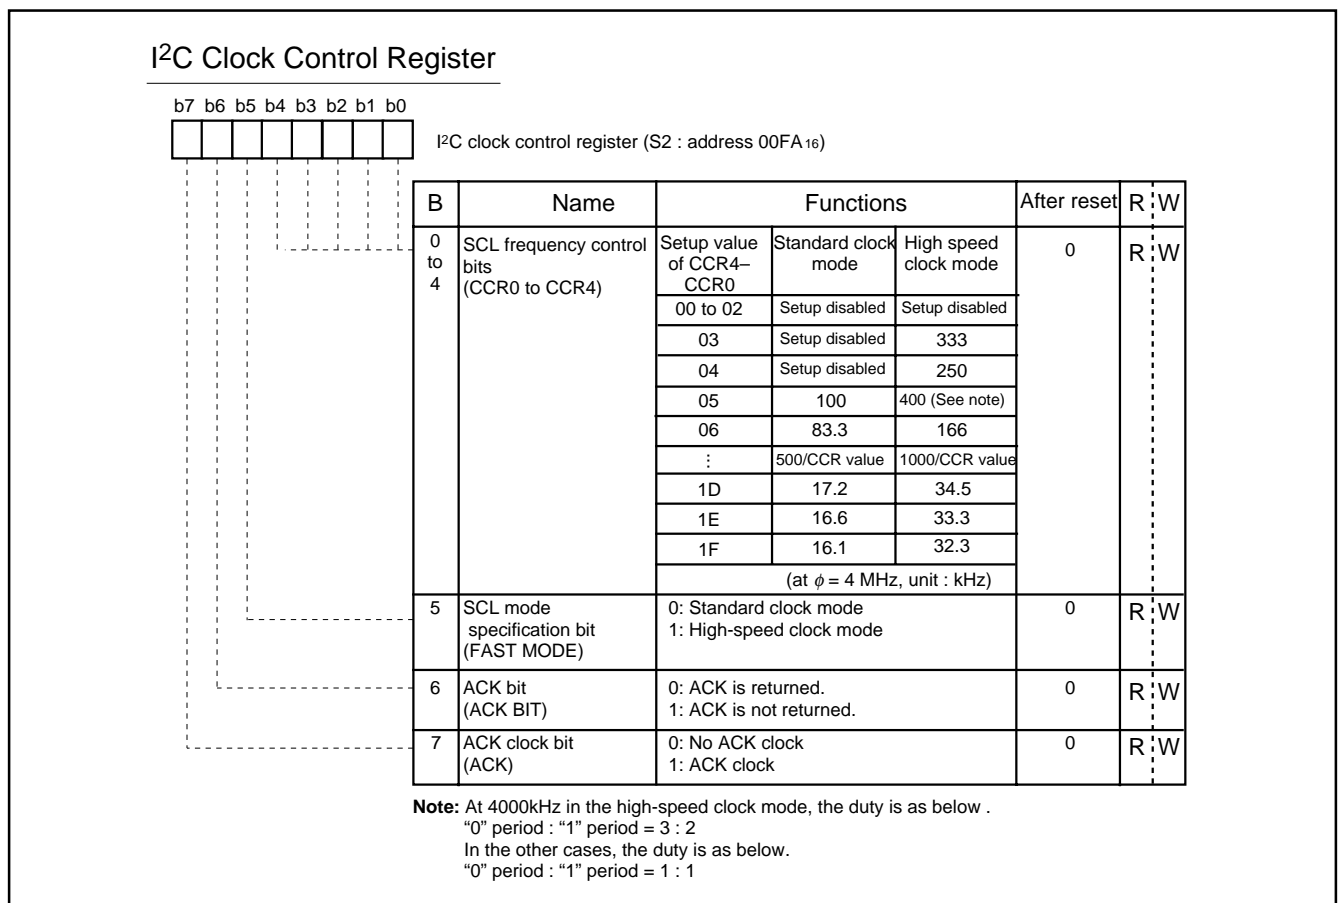 I2C Clock Control Register
b7 b6 b5 b4 b3 b2 b1 b0
I2C clock control register (S2 : address 00FA16)
B Name Functions After reset R W
0 to 4 SCL frequency control bits (CCR0 to CCR4) Setup value of CCR4–CCR0 Standard clock mode High speed clock mode 0 R W
00 to 02 Setup disabled Setup disabled
03 Setup disabled 333
04 Setup disabled 250
05 100 400 (See note)
06 83.3 166
⋮ 500/CCR value 1000/CCR value
1D 17.2 34.5
1E 16.6 33.3
1F 16.1 32.3
(at ϕ = 4 MHz, unit : kHz)
5 SCL mode 0: Standard clock mode 0 R W
specification bit 1: High-speed clock mode
(FAST MODE)
6 ACK bit 0: ACK is returned. 0 R W
(ACK BIT) 1: ACK is not returned.
7 ACK clock bit 0: No ACK clock 0 R W
(ACK) 1: ACK clock
Note: At 4000kHz in the high-speed clock mode, the duty is as below .
“0” period : “1” period = 3 : 2
In the other cases, the duty is as below.
“0” period : “1” period = 1 : 1